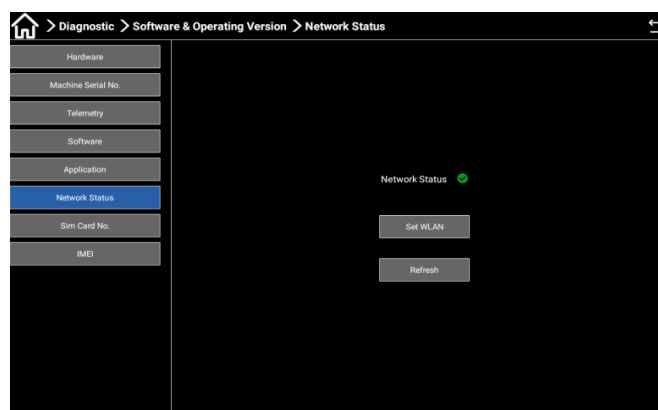 > Diagnostic > Software & Operating Version > Network Status
Hardware
Machine Serial No.
Telemetry
Software
Application
Network Status
Sim Card No.
IMEI
Network Status
Set WLAN
Refresh